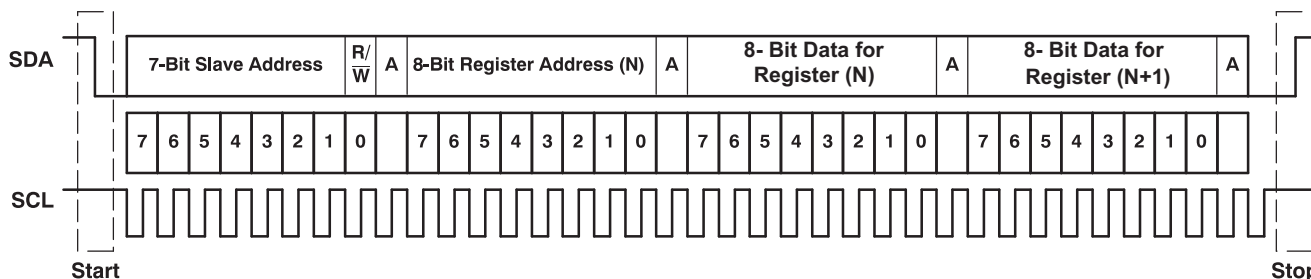 SDA
7-Bit Slave Address
R/
W
A
8-Bit Register Address (N)
A
8- Bit Data for
Register (N)
A
8- Bit Data for
Register (N+1)
A
7 6 5 4 3 2 1 0 7 6 5 4 3 2 1 0 7 6 5 4 3 2 1 0 7 6 5 4 3 2 1 0
SCL
Start
Stop